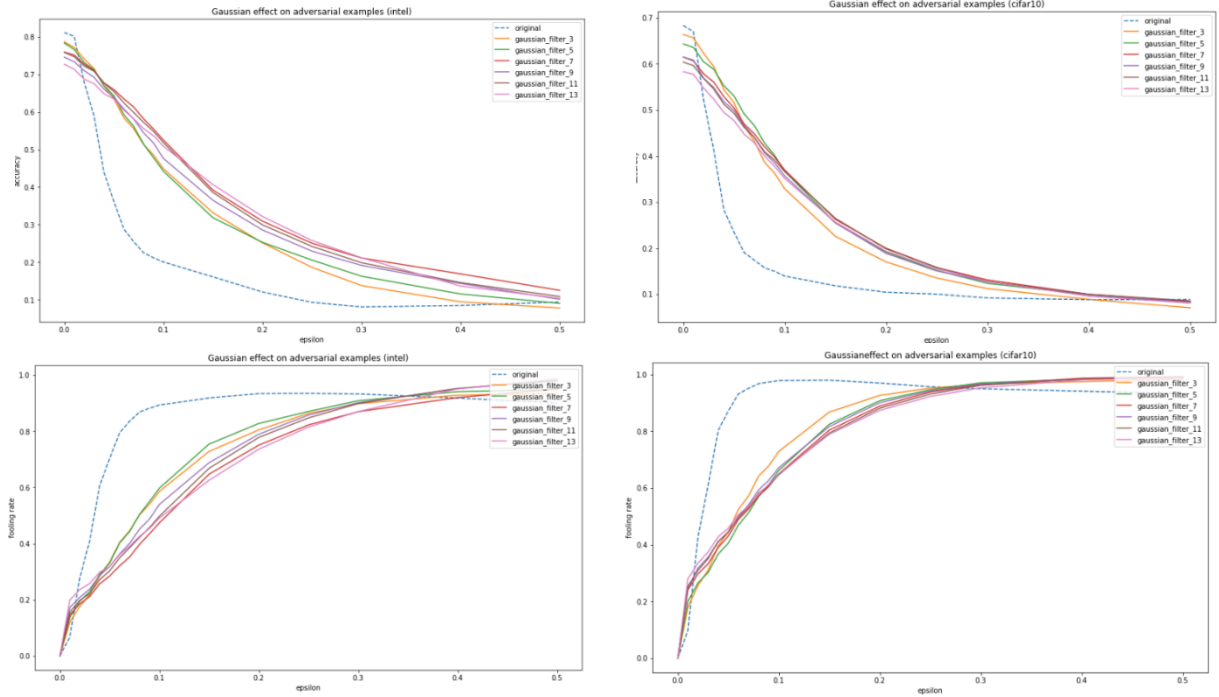 Gaussian effect on adversarial examples (intel)
original
gaussian_filter_3
gaussian_filter_5
gaussian_filter_7
gaussian_filter_9
gaussian_filter_11
gaussian_filter_13
accuracy
0.8
0.7
0.6
0.5
0.4
0.3
0.2
0.1
0.0 0.1 0.2 0.3 0.4 0.5
epsilon
Gaussian effect on adversarial examples (cifar10)
original
gaussian_filter_3
gaussian_filter_5
gaussian_filter_7
gaussian_filter_9
gaussian_filter_11
gaussian_filter_13
0.7
0.6
0.5
0.4
0.3
0.2
0.1
0.0 0.1 0.2 0.3 0.4 0.5
epsilon
Gaussian effect on adversarial examples (intel)
original
gaussian_filter_3
gaussian_filter_5
gaussian_filter_7
gaussian_filter_9
gaussian_filter_11
gaussian_filter_13
fooling rate
1.0
0.8
0.6
0.4
0.2
0.0
0.0 0.1 0.2 0.3 0.4 0.5
epsilon
Gaussianeffect on adversarial examples (cifar10)
original
gaussian_filter_3
gaussian_filter_5
gaussian_filter_7
gaussian_filter_9
gaussian_filter_11
gaussian_filter_13
fooling rate
1.0
0.8
0.6
0.4
0.2
0.0
0.0 0.1 0.2 0.3 0.4 0.5
epsilon